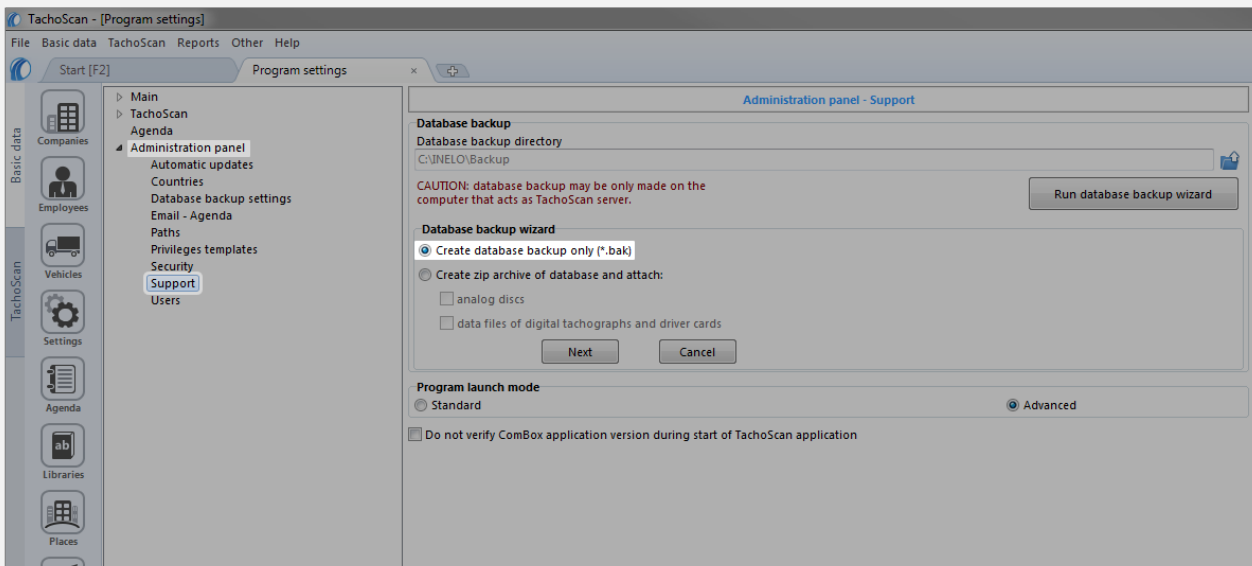 TachoScan - [Program settings]
File Basic data TachoScan Reports Other Help
Start [F2]
Program settings
Basic data
TachoScan
Companies
Employees
Vehicles
Settings
Agenda
ab
Libraries
Places
Main
TachoScan
Agenda
Administration panel
Automatic updates
Countries
Database backup settings
Email - Agenda
Paths
Privileges templates
Security
Support
Users
Administration panel - Support
Database backup
Database backup directory
C:\INELO\Backup
CAUTION: database backup may be only made on the
computer that acts as TachoScan server.
Run database backup wizard
Database backup wizard
Create database backup only (*.bak)
Create zip archive of database and attach:
analog discs
data files of digital tachographs and driver cards
Next Cancel
Program launch mode
Standard Advanced
Do not verify ComBox application version during start of TachoScan application